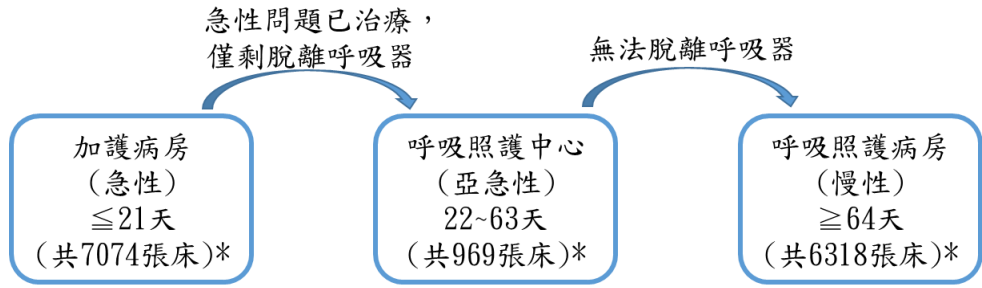 急性問題已治療，
僅剩脫離呼吸器
無法脫離呼吸器
加護病房
（急性）
≦21天
（共7074張床)*
呼吸照護中心
（亞急性）
22~63天
（共969張床)*
呼吸照護病房
（慢性）
≧64天
（共6318張床)*